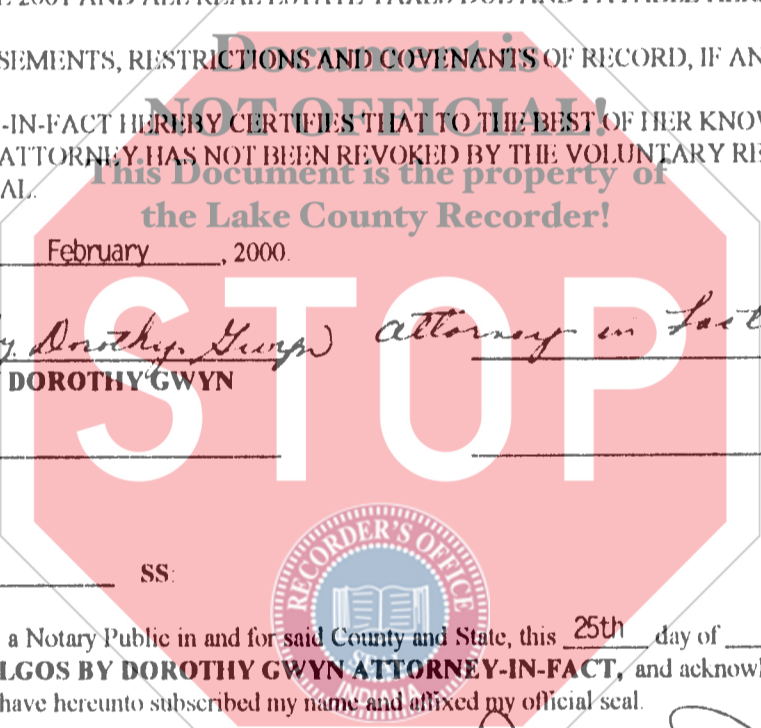 Document is
SEMENTS, RESTRICTIONS AND COVENANTS OF RECORD, IF AN
NOT OFFICIAL!
-IN-FACT HEREBY CERTIFIES THAT TO THE BEST OF HER KNOW
ATTORNEY HAS NOT BEEN REVOKED BY THE VOLUNTARY RE
This Document is the property of
AL.
the Lake County Recorder!
February, 2000.
STOP
y. Dorothy Gwyn attorney in Fact
DOROTHY GWYN
RECORDER'S OFFICE
SS:
SEAL
a Notary Public in and for said County and State, this 25th day of
LGOS BY DOROTHY GWYN ATTORNEY-IN-FACT, and acknowl
INDIANA
have hereunto subscribed my name and affixed my official seal.